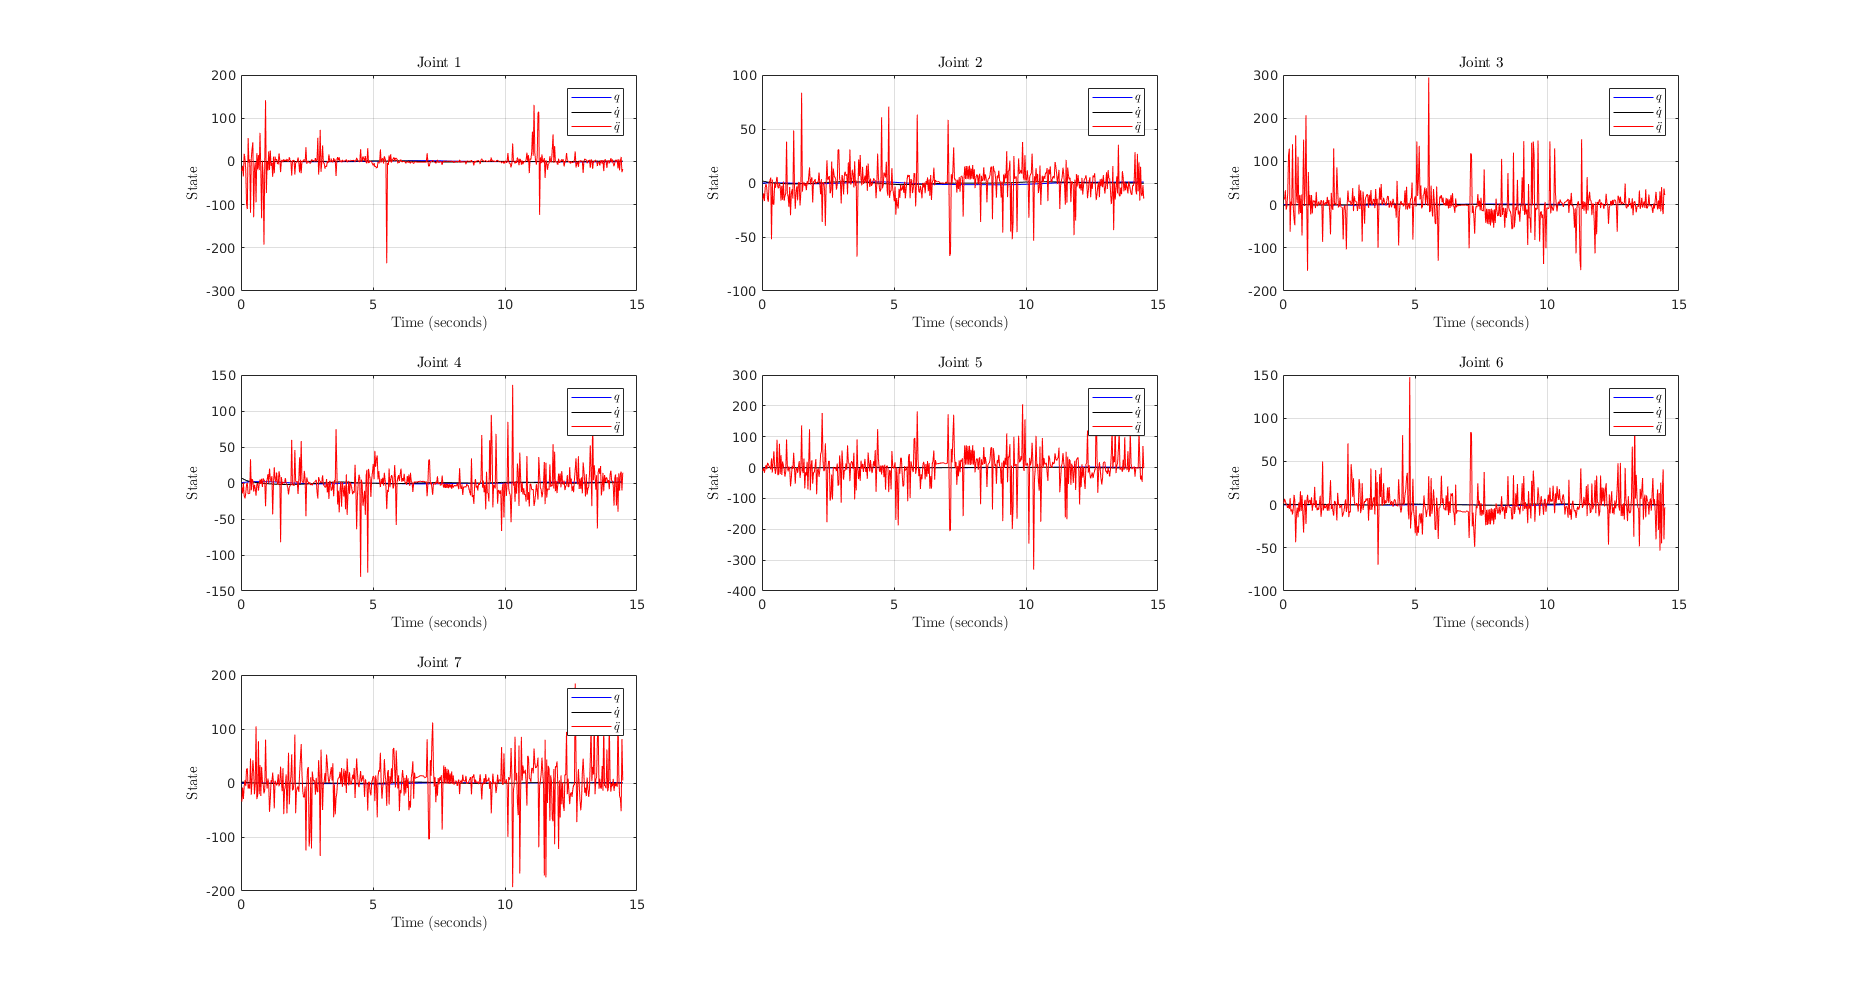 Joint 1
200
100
0
-100
-200
-300
State
q
q̇
q̈
0 5 10 15
Time (seconds)
Joint 2
100
50
0
-50
-100
State
q
q̇
q̈
0 5 10 15
Time (seconds)
Joint 3
300
200
100
0
-100
-200
State
q
q̇
q̈
0 5 10 15
Time (seconds)
Joint 4
150
100
50
0
-50
-100
-150
State
q
q̇
q̈
0 5 10 15
Time (seconds)
Joint 5
300
200
100
0
-100
-200
-300
-400
State
q
q̇
q̈
0 5 10 15
Time (seconds)
Joint 6
150
100
50
0
-50
-100
State
q
q̇
q̈
0 5 10 15
Time (seconds)
Joint 7
200
100
0
-100
-200
State
q
q̇
q̈
0 5 10 15
Time (seconds)